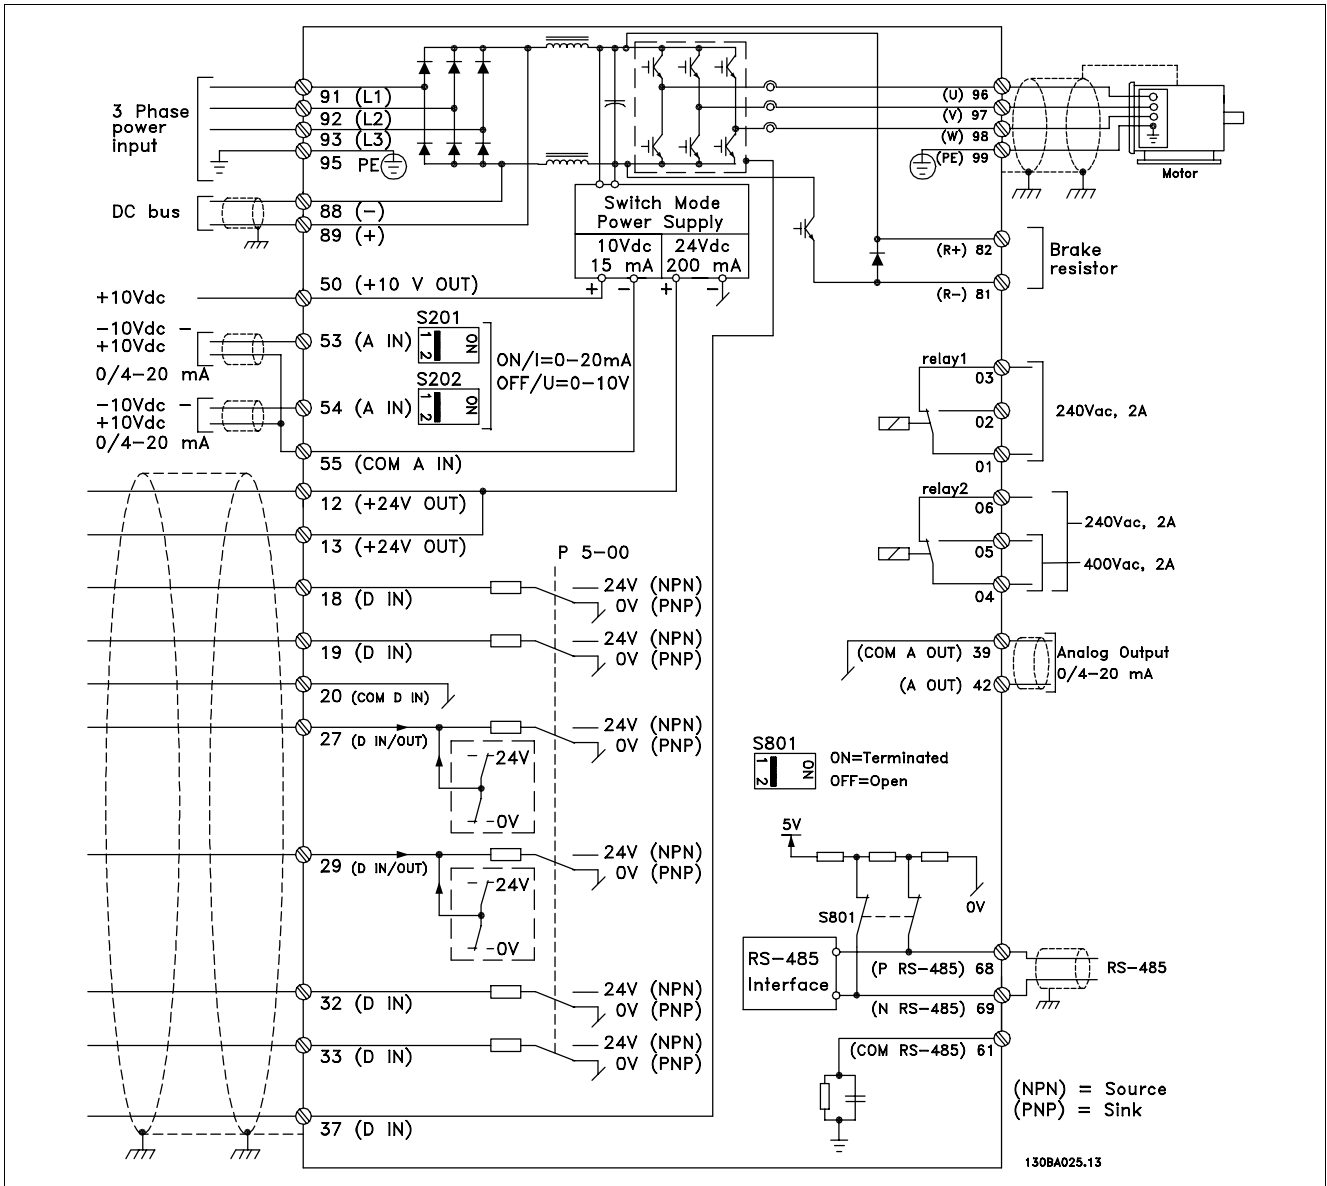 3 Phase
power
input
91 (L1)
92 (L2)
93 (L3)
95 PE
DC bus
88 (-)
89 (+)
Switch Mode
Power Supply
10Vdc
15 mA
24Vdc
200 mA
+ - + -
50 (+10 V OUT)
+10Vdc
-10Vdc -
+10Vdc
0/4-20 mA
53 (A IN)
S201
1
2
ON
ON/I=0-20mA
OFF/U=0-10V
S202
1
2
ON
-10Vdc -
+10Vdc
0/4-20 mA
54 (A IN)
55 (COM A IN)
12 (+24V OUT)
13 (+24V OUT)
P 5-00
18 (D IN)
24V (NPN)
0V (PNP)
19 (D IN)
24V (NPN)
0V (PNP)
20 (COM D IN)
27 (D IN/OUT)
24V (NPN)
0V (PNP)
24V
0V
29 (D IN/OUT)
24V (NPN)
0V (PNP)
24V
0V
32 (D IN)
24V (NPN)
0V (PNP)
33 (D IN)
24V (NPN)
0V (PNP)
37 (D IN)
(U) 96
(V) 97
(W) 98
(PE) 99
Motor
(R+) 82
Brake
resistor
(R-) 81
relay1
03
02
01
240Vac, 2A
relay2
06
05
04
240Vac, 2A
400Vac, 2A
(COM A OUT) 39
(A OUT) 42
Analog Output
0/4-20 mA
S801
1
2
ON
ON=Terminated
OFF=Open
5V
S801
0V
RS-485
Interface
(P RS-485) 68
(N RS-485) 69
RS-485
(COM RS-485) 61
(NPN) = Source
(PNP) = Sink
130BA025.13